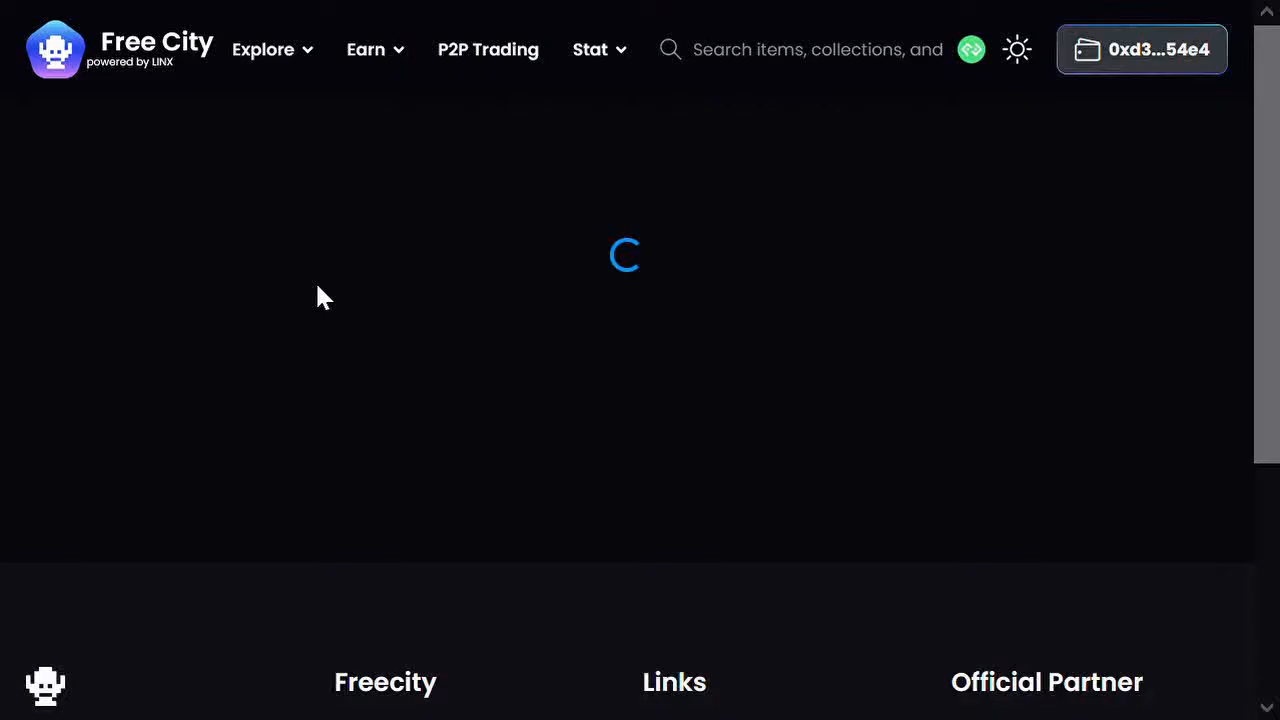 Free City
powered by LINX
Explore
Earn
P2P Trading
Stat
Search items, collections, and
0xd3...54e4
Freecity
Links
Official Partner